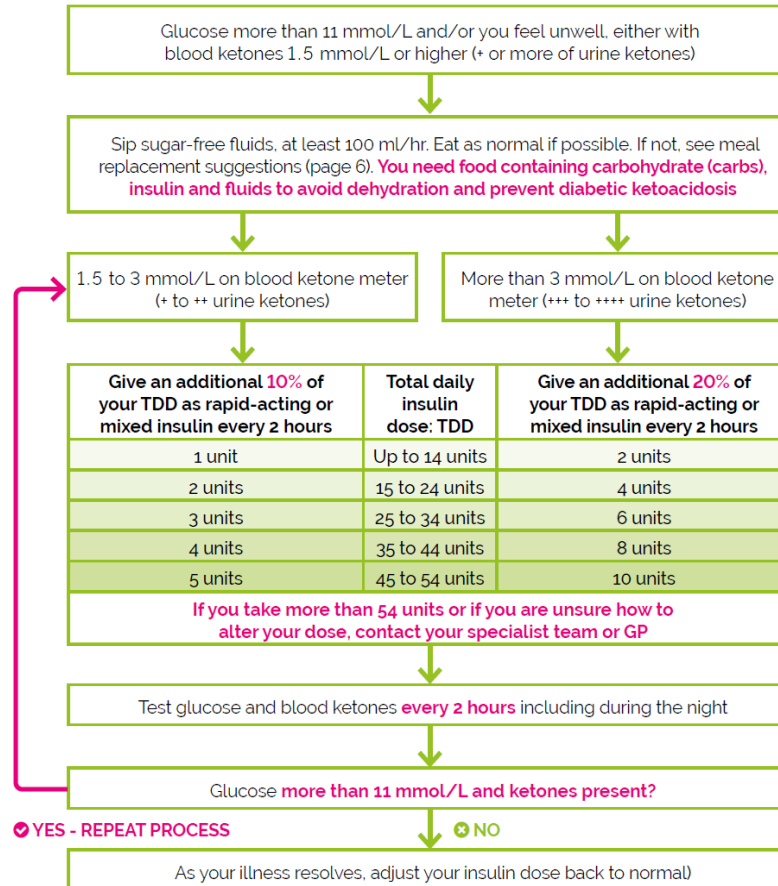 Glucose more than 11 mmol/L and/or you feel unwell, either with
blood ketones 1.5 mmol/L or higher (+ or more of urine ketones)
Sip sugar-free fluids, at least 100 ml/hr. Eat as normal if possible. If not, see meal
replacement suggestions (page 6). You need food containing carbohydrate (carbs),
insulin and fluids to avoid dehydration and prevent diabetic ketoacidosis
1.5 to 3 mmol/L on blood ketone meter
(+ to ++ urine ketones)
More than 3 mmol/L on blood ketone
meter (+++ to ++++ urine ketones)
Give an additional 10% of
your TDD as rapid-acting or
mixed insulin every 2 hours
Total daily
insulin
dose: TDD
Give an additional 20% of
your TDD as rapid-acting or
mixed insulin every 2 hours
1 unit Up to 14 units 2 units
2 units 15 to 24 units 4 units
3 units 25 to 34 units 6 units
4 units 35 to 44 units 8 units
5 units 45 to 54 units 10 units
If you take more than 54 units or if you are unsure how to
alter your dose, contact your specialist team or GP
Test glucose and blood ketones every 2 hours including during the night
Glucose more than 11 mmol/L and ketones present?
YES - REPEAT PROCESS
NO
As your illness resolves, adjust your insulin dose back to normal)